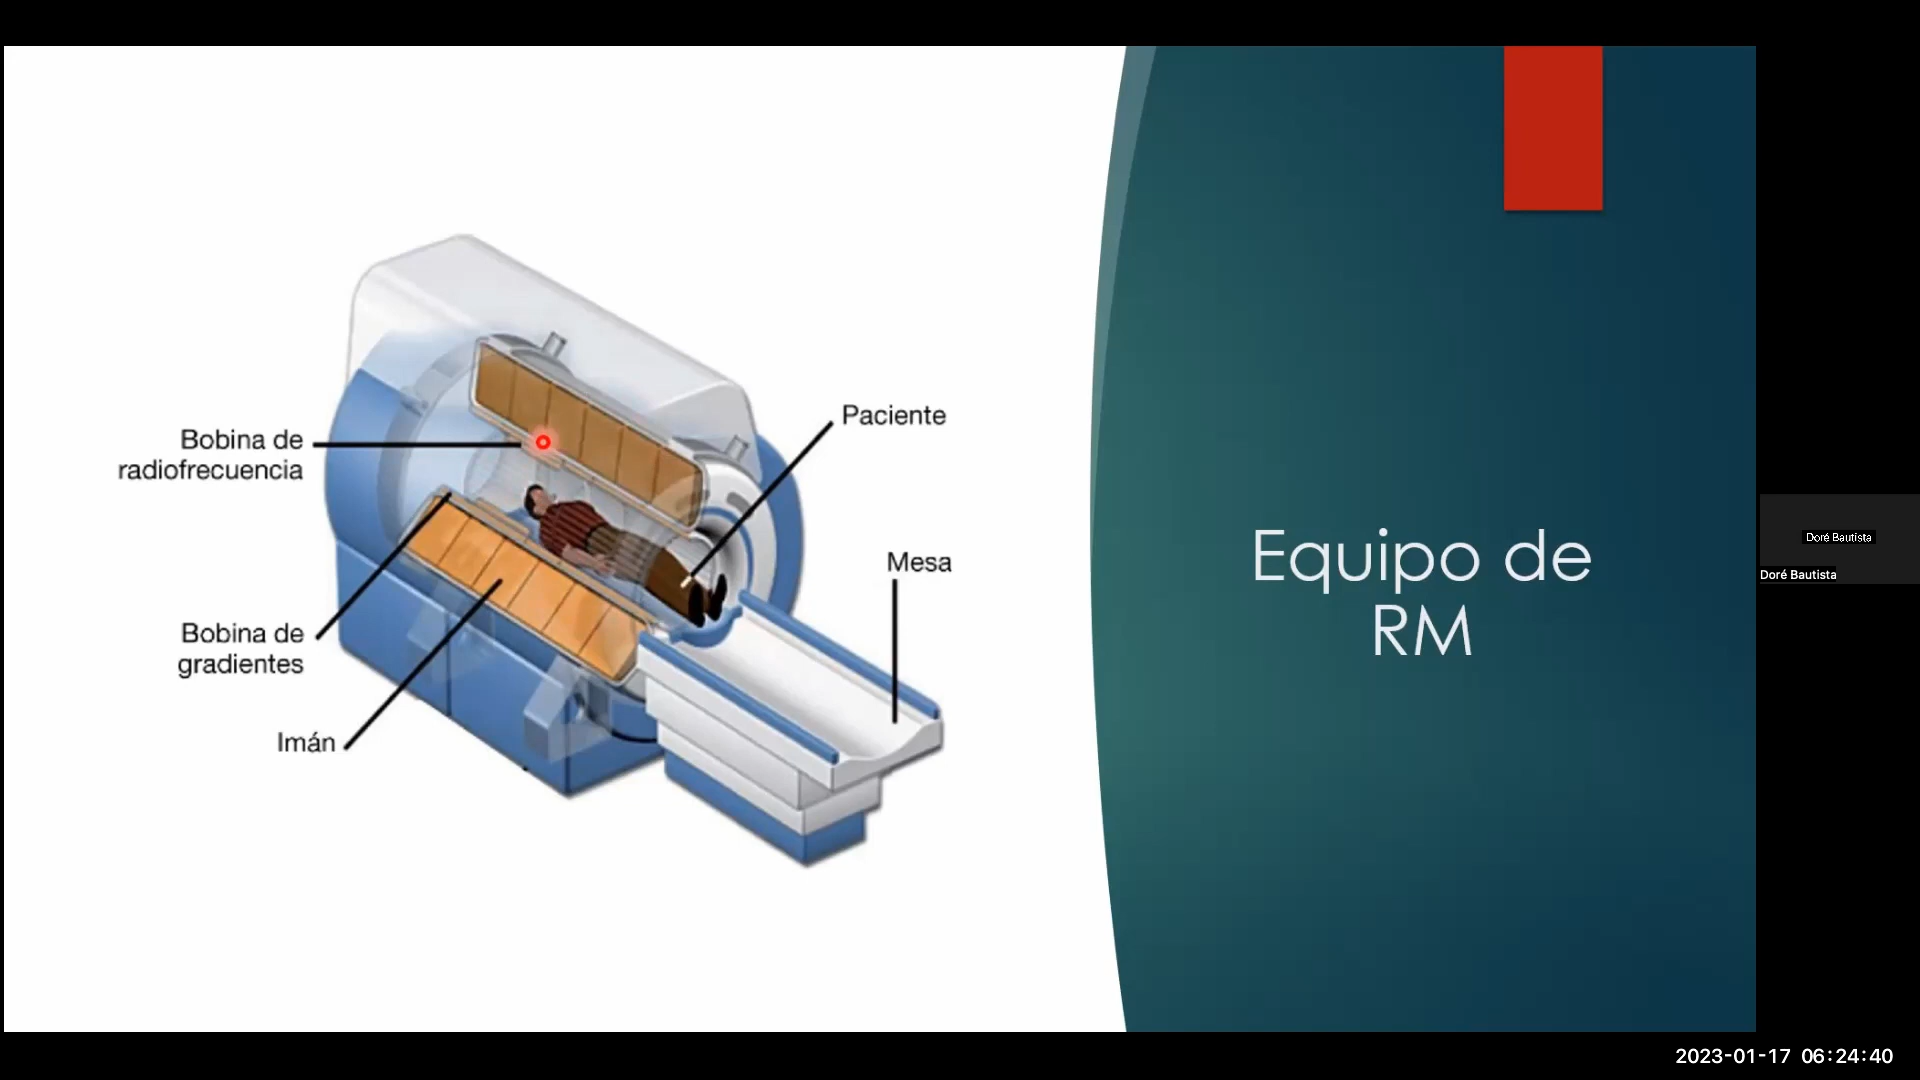 Bobina de
radiofrecuencia
Paciente
Mesa
Bobina de
gradientes
Imán
Equipo de
RM
Doré Bautista
Doré Bautista
2023-01-17 06:24:40